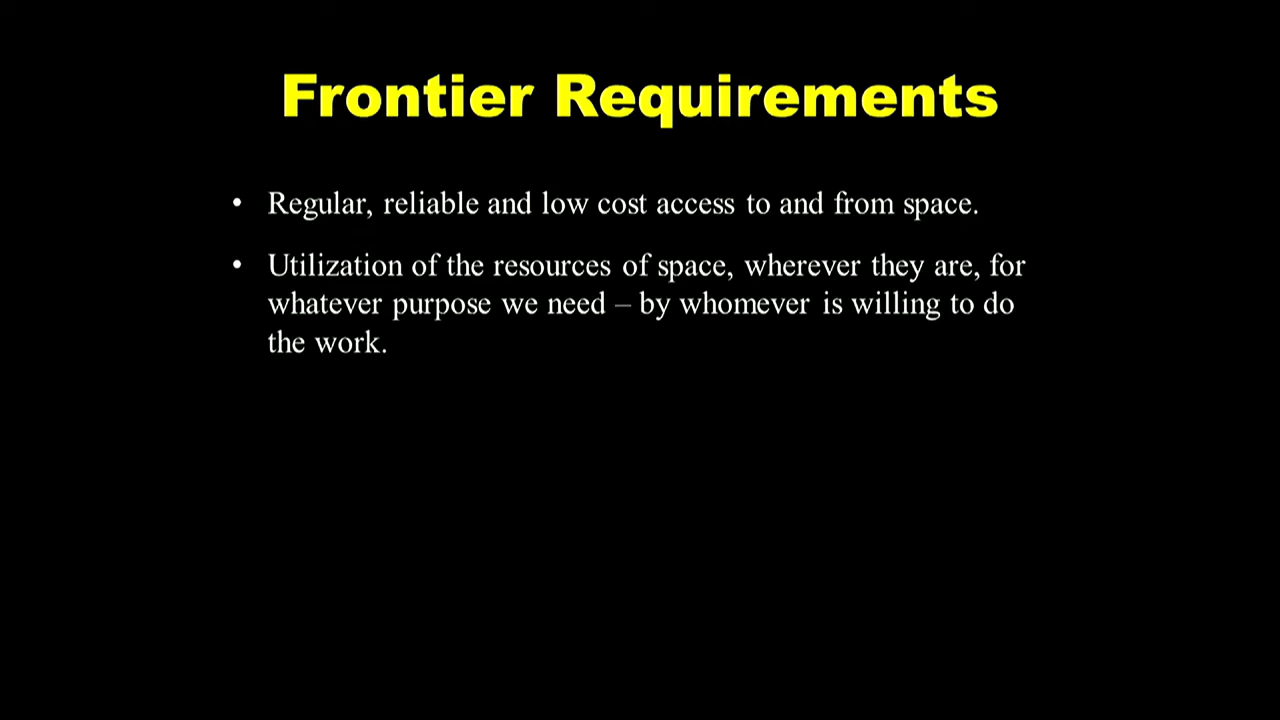 Frontier Requirements
• Regular, reliable and low cost access to and from space.
• Utilization of the resources of space, wherever they are, for
whatever purpose we need – by whomever is willing to do
the work.